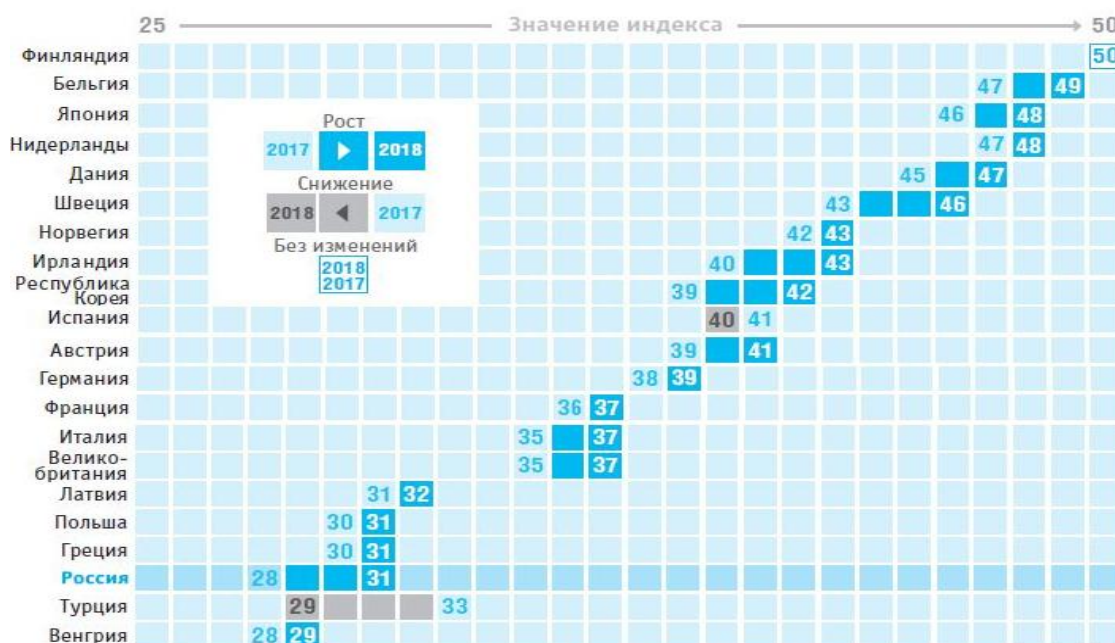 25 Значение индекса 50
Финляндия 50
Бельгия 47 49
Япония 46 48
Рост
Нидерланды 2017 2018 47 48
Дания 45 47
Снижение
Швеция 2018 2017 43 46
Норвегия 42 43
Без изменений
Ирландия 2018 40 43
2017
Республика
Корея 39 42
Испания 40 41
Австрия 39 41
Германия 38 39
Франция 36 37
Италия 35 37
Велико-
британия 35 37
Латвия 31 32
Польша 30 31
Греция 30 31
Россия 28 31
Турция 29 33
Венгрия 28 29